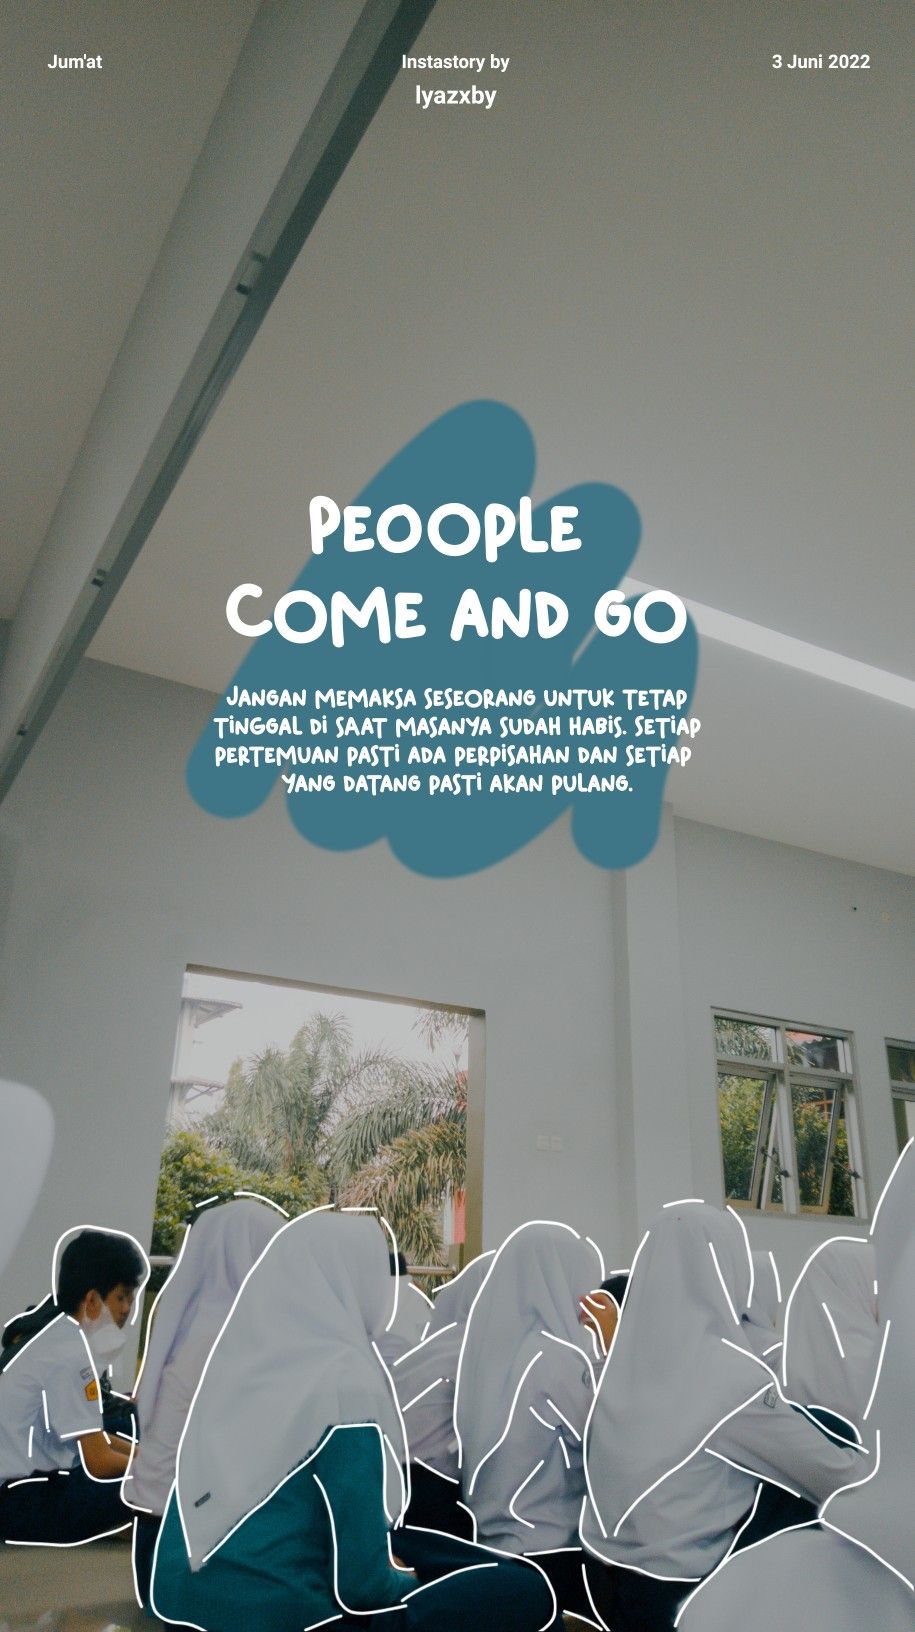 Jum'at
Instastory by
lyazxby
3 Juni 2022
PEOOPLE
COME AND GO
JANGAN MEMAKSA SESEORANG UNTUK TETAP
TiNGGAL Di SAAT MASANYA SUDAH HABiS. SETiAP
PERTEMUAN PASTi ADA PERPiSAHAN DAN SETiAP
YANG DATANG PASTi AKAN PULANG.